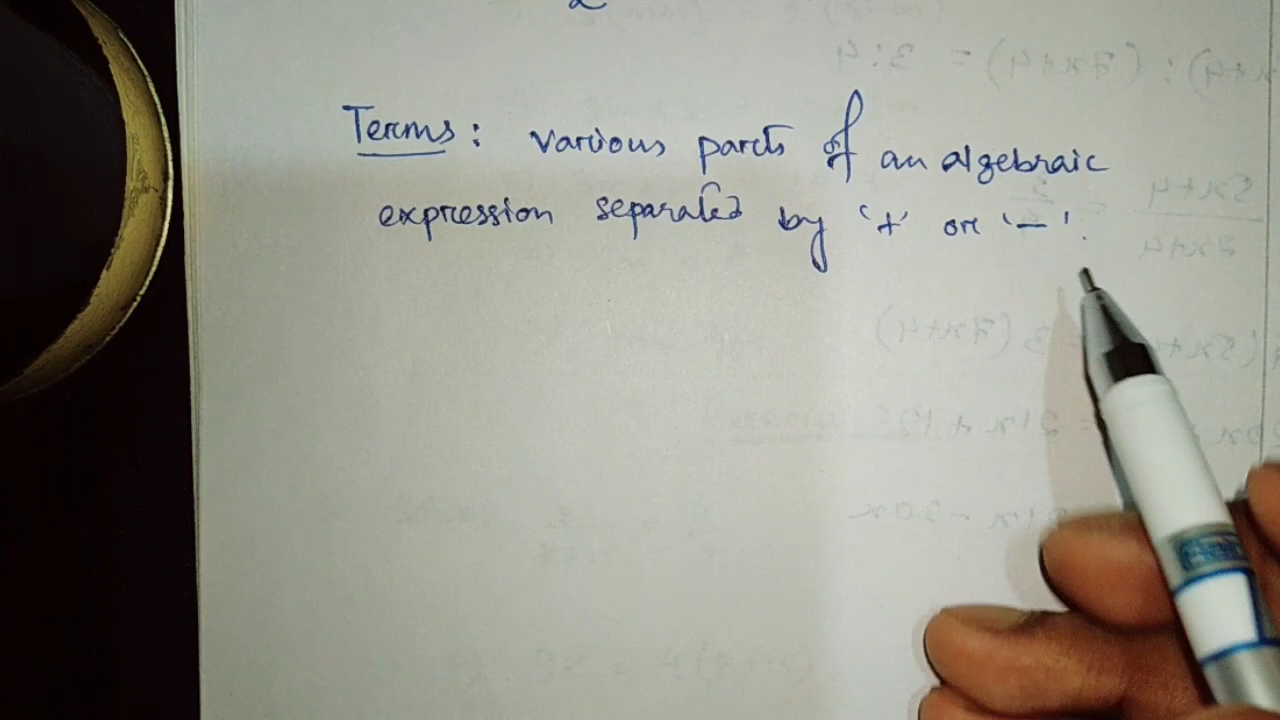 Terms: various parts of an algebraic
expression separated by '+' or '–'.